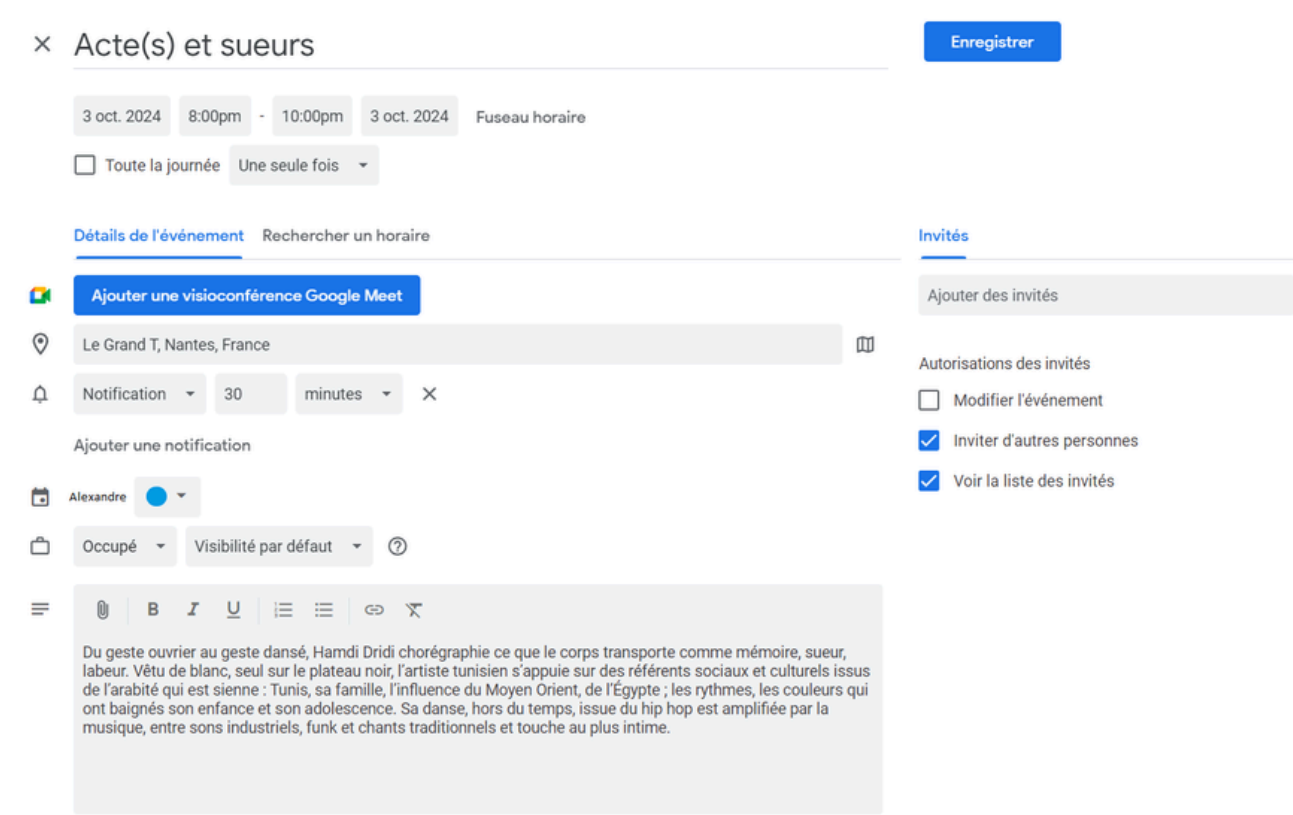 Acte(s) et sueurs
Enregistrer
3 oct. 2024 8:00pm - 10:00pm 3 oct. 2024 Fuseau horaire
Toute la journée Une seule fois
Détails de l'événement Rechercher un horaire
Invités
Ajouter une visioconférence Google Meet
Ajouter des invités
Le Grand T, Nantes, France
Autorisations des invités
Notification 30 minutes
Modifier l'événement
Ajouter une notification
Inviter d'autres personnes
Voir la liste des invités
Alexandre
Occupé Visibilité par défaut
B I U
Du geste ouvrier au geste dansé, Hamdi Dridi chorégraphie ce que le corps transporte comme mémoire, sueur,
labeur. Vêtu de blanc, seul sur le plateau noir, l’artiste tunisien s’appuie sur des référents sociaux et culturels issus
de l’arabité qui est sienne : Tunis, sa famille, l’influence du Moyen Orient, de l’Égypte ; les rythmes, les couleurs qui
ont baignés son enfance et son adolescence. Sa danse, hors du temps, issue du hip hop est amplifiée par la
musique, entre sons industriels, funk et chants traditionnels et touche au plus intime.